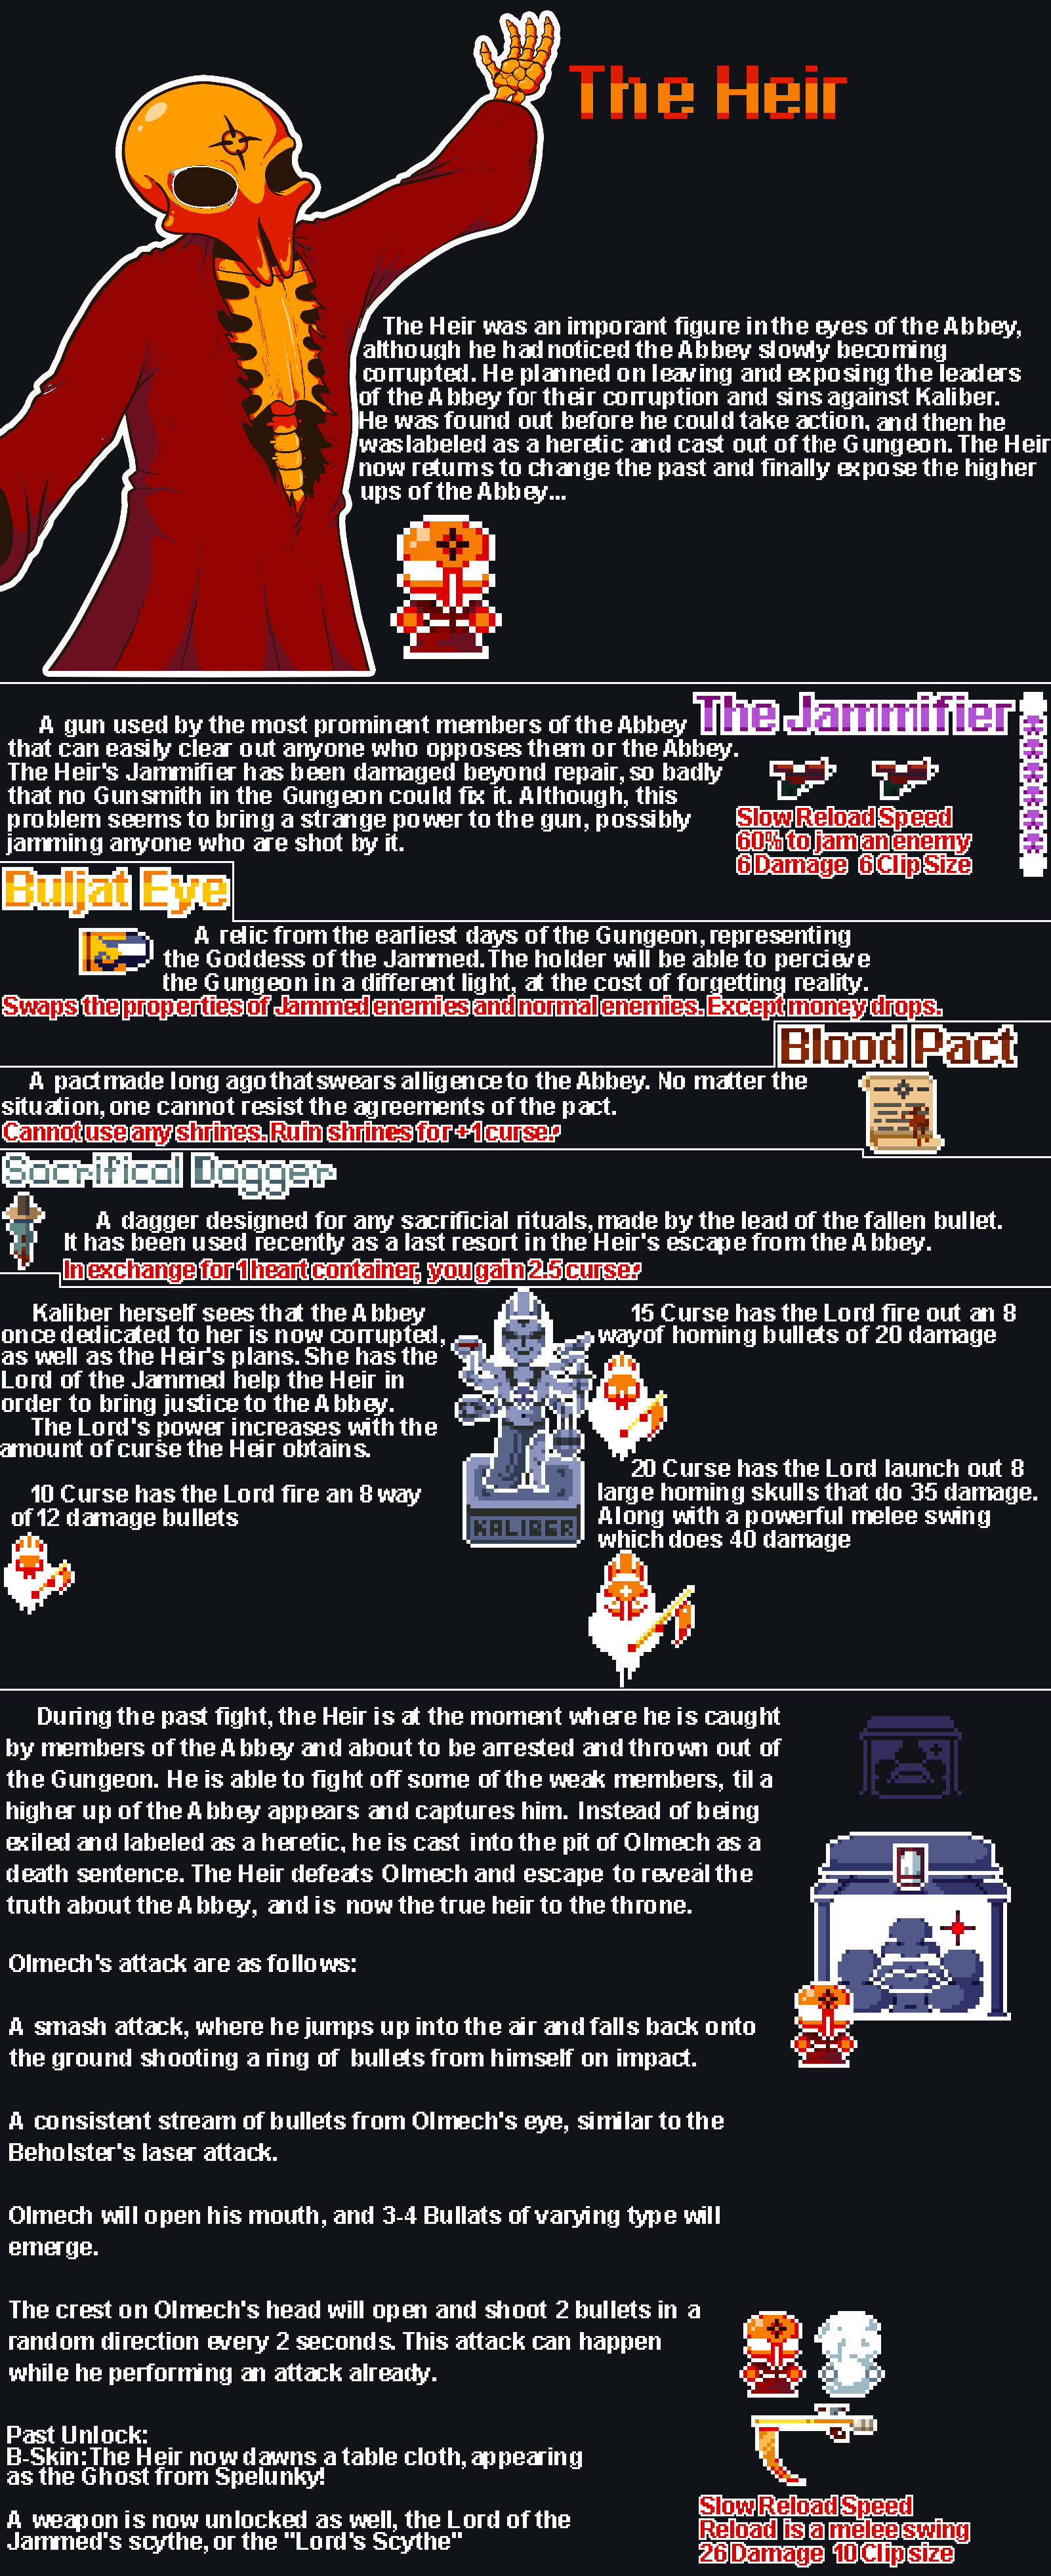 The Heir
The Heir was an imporant figure in the eyes of the Abbey,
although he had noticed the Abbey slowly becoming
corrupted. He planned on leaving and exposing the leaders
of the Abbey for their corruption and sins against Kaliber.
He was found out before he could take action, and then he
was labeled as a heretic and cast out of the Gungeon. The Heir
now returns to change the past and finally expose the higher
ups of the Abbey...
The Jammifier
A gun used by the most prominent members of the Abbey
that can easily clear out anyone who opposes them or the Abbey.
The Heir's Jammifier has been damaged beyond repair, so badly
that no Gunsmith in the Gungeon could fix it. Although, this
problem seems to bring a strange power to the gun, possibly
jamming anyone who are shot by it.
Slow Reload Speed
60% to jam an enemy
6 Damage 6 Clip Size
Buljat Eye
A relic from the earliest days of the Gungeon, representing
the Goddess of the Jammed. The holder will be able to percieve
the Gungeon in a different light, at the cost of forgetting reality.
Swaps the properties of Jammed enemies and normal enemies. Except money drops.
Blood Pact
A pact made long ago that swears alligence to the Abbey. No matter the
situation, one cannot resist the agreements of the pact.
Cannot use any shrines. Ruin shrines for +1 curse.
Sacrifical Dagger
A dagger designed for any sacrificial rituals, made by the lead of the fallen bullet.
It has been used recently as a last resort in the Heir's escape from the Abbey.
In exchange for 1 heart container, you gain 2.5 curse.
Kaliber herself sees that the Abbey
once dedicated to her is now corrupted,
as well as the Heir's plans. She has the
Lord of the Jammed help the Heir in
order to bring justice to the Abbey.
The Lord's power increases with the
amount of curse the Heir obtains.
10 Curse has the Lord fire an 8 way
of 12 damage bullets
KALIBER
15 Curse has the Lord fire out an 8
way of homing bullets of 20 damage
20 Curse has the Lord launch out 8
large homing skulls that do 35 damage.
Along with a powerful melee swing
which does 40 damage
During the past fight, the Heir is at the moment where he is caught
by members of the Abbey and about to be arrested and thrown out of
the Gungeon. He is able to fight off some of the weak members, til a
higher up of the Abbey appears and captures him. Instead of being
exiled and labeled as a heretic, he is cast into the pit of Olmech as a
death sentence. The Heir defeats Olmech and escape to reveal the
truth about the Abbey, and is now the true heir to the throne.
Olmech's attack are as follows:
A smash attack, where he jumps up into the air and falls back onto
the ground shooting a ring of bullets from himself on impact.
A consistent stream of bullets from Olmech's eye, similar to the
Beholster's laser attack.
Olmech will open his mouth, and 3-4 Bullats of varying type will
emerge.
The crest on Olmech's head will open and shoot 2 bullets in a
random direction every 2 seconds. This attack can happen
while he performing an attack already.
Past Unlock:
B-Skin: The Heir now dawns a table cloth, appearing
as the Ghost from Spelunky!
A weapon is now unlocked as well, the Lord of the
Jammed's scythe, or the "Lord's Scythe"
Slow Reload Speed
Reload is a melee swing
26 Damage 10 Clip size